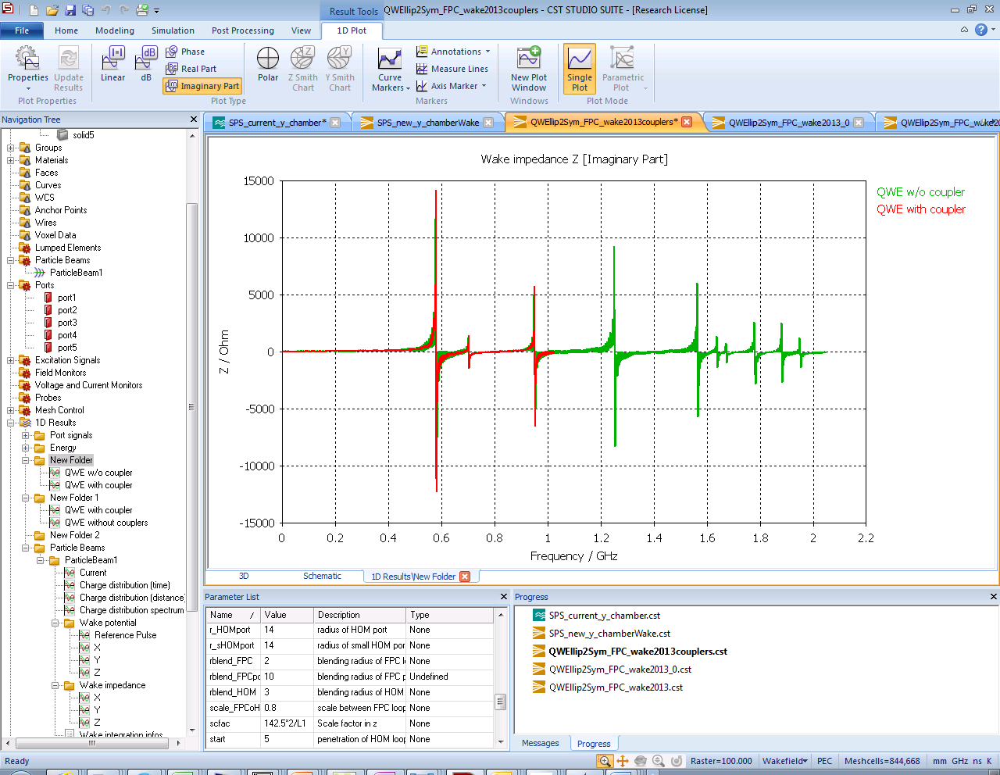 Result Tools
QWEllip2Sym_FPC_wake2013couplers - CST STUDIO SUITE - [Research License]
File Home Modeling Simulation Post Processing View 1D Plot
Properties
Update Results
Plot Properties
Linear
dB
Phase
Real Part
Imaginary Part
Plot Type
Polar
Z Smith Chart
Y Smith Chart
Curve Markers
Annotations
Measure Lines
Axis Marker
Markers
New Plot Window
Windows
Single Plot
Parametric Plot
Plot Mode
Navigation Tree
solid5
Groups
Materials
Faces
Curves
WCS
Anchor Points
Wires
Voxel Data
Lumped Elements
Particle Beams
ParticleBeam1
Ports
port1
port2
port3
port4
port5
Excitation Signals
Field Monitors
Voltage and Current Monitors
Probes
Mesh Control
1D Results
Port signals
Energy
New Folder
QWE w/o coupler
QWE with coupler
New Folder 1
QWE with coupler
QWE without couplers
New Folder 2
Particle Beams
ParticleBeam1
Current
Charge distribution (time)
Charge distribution (distance
Charge distribution spectrum
Wake potential
Reference Pulse
X
Y
Z
Wake impedance
X
Y
Z
Wake integration infos
SPS_current_y_chamber*
SPS_new_y_chamberWake
QWEllip2Sym_FPC_wake2013couplers*
QWEllip2Sym_FPC_wake2013_0
Wake impedance Z [Imaginary Part]
QWE w/o coupler
QWE with coupler
15000
10000
5000
0
-5000
-10000
-15000
Z / Ohm
0 0.2 0.4 0.6 0.8 1 1.2 1.4 1.6 1.8 2 2.2
Frequency / GHz
3D Schematic 1D Results\New Folder
Parameter List
Name / Value Description Type
r_HOMport 14 radius of HOM port None
r_sHOMport 14 radius of small HOM por None
rblend_FPC 2 blending radius of FPC l None
rblend_FPCpc 10 blending radius of FPC p Undefined
rblend_HOM 3 blending radius of HOM None
scale_FPCoH 0.8 scale between FPC loop None
scfac 142.5*2/L1 Scale factor in z None
start 5 penetration of HOM loop None
Progress
SPS_current_y_chamber.cst
SPS_new_y_chamberWake.cst
QWEllip2Sym_FPC_wake2013couplers.cst
QWEllip2Sym_FPC_wake2013_0.cst
QWEllip2Sym_FPC_wake2013.cst
Messages Progress
Ready
Raster=100.000 Wakefield PEC Meshcells=844,668 mm GHz ns K